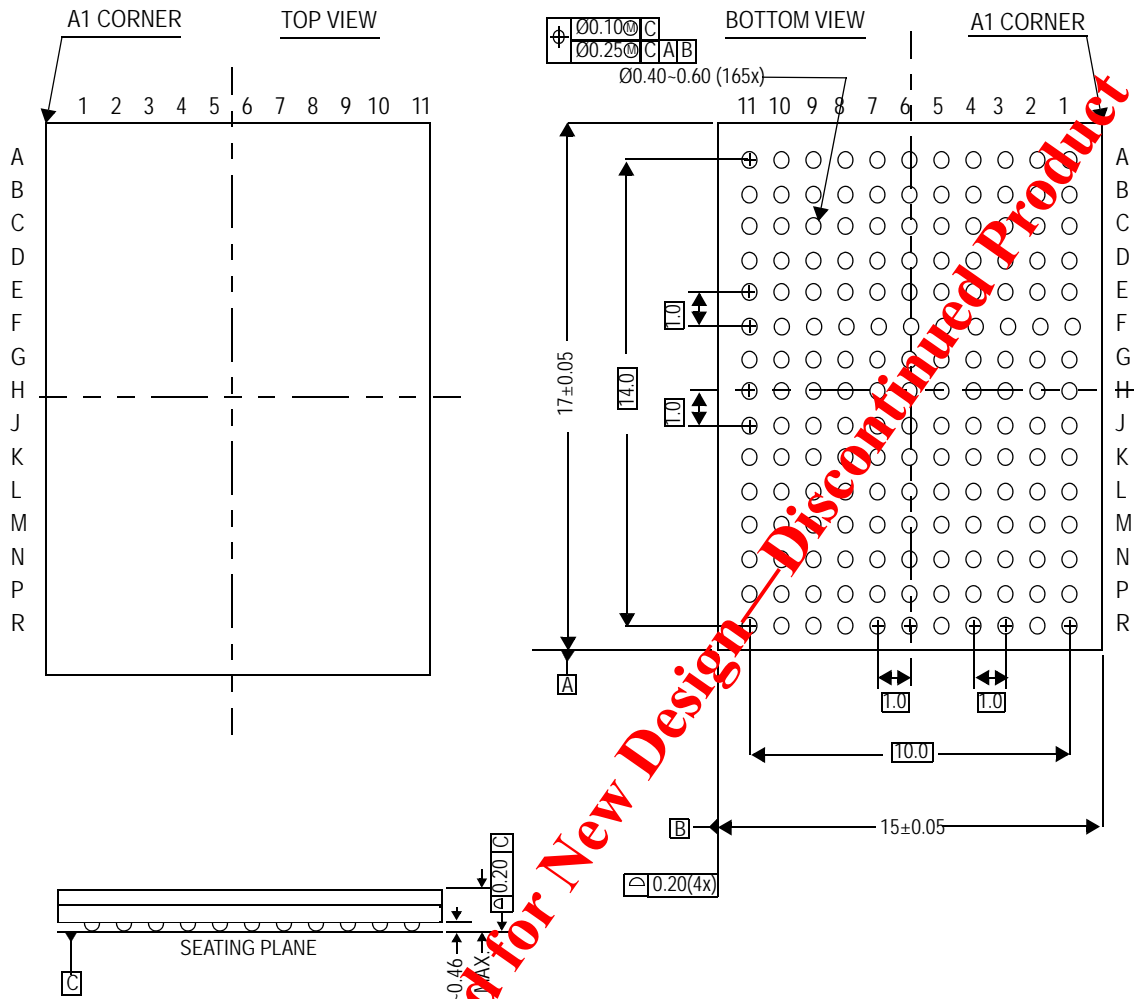 A1 CORNER
TOP VIEW
BOTTOM VIEW
A1 CORNER
Ø0.10Ⓜ C
Ø0.25Ⓜ C A B
Ø0.40~0.60 (165x)
1 2 3 4 5 6 7 8 9 10 11
11 10 9 8 7 6 5 4 3 2 1
A
B
C
D
E
F
G
H
J
K
L
M
N
P
R
A
B
C
D
E
F
G
H
J
K
L
M
N
P
R
17±0.05
14.0
1.0
1.0
A
1.0
1.0
10.0
B
15±0.05
0.20(4x)
0.20 C
SEATING PLANE
C
~0.46
MAX.
d for New Design—Discontinued Product